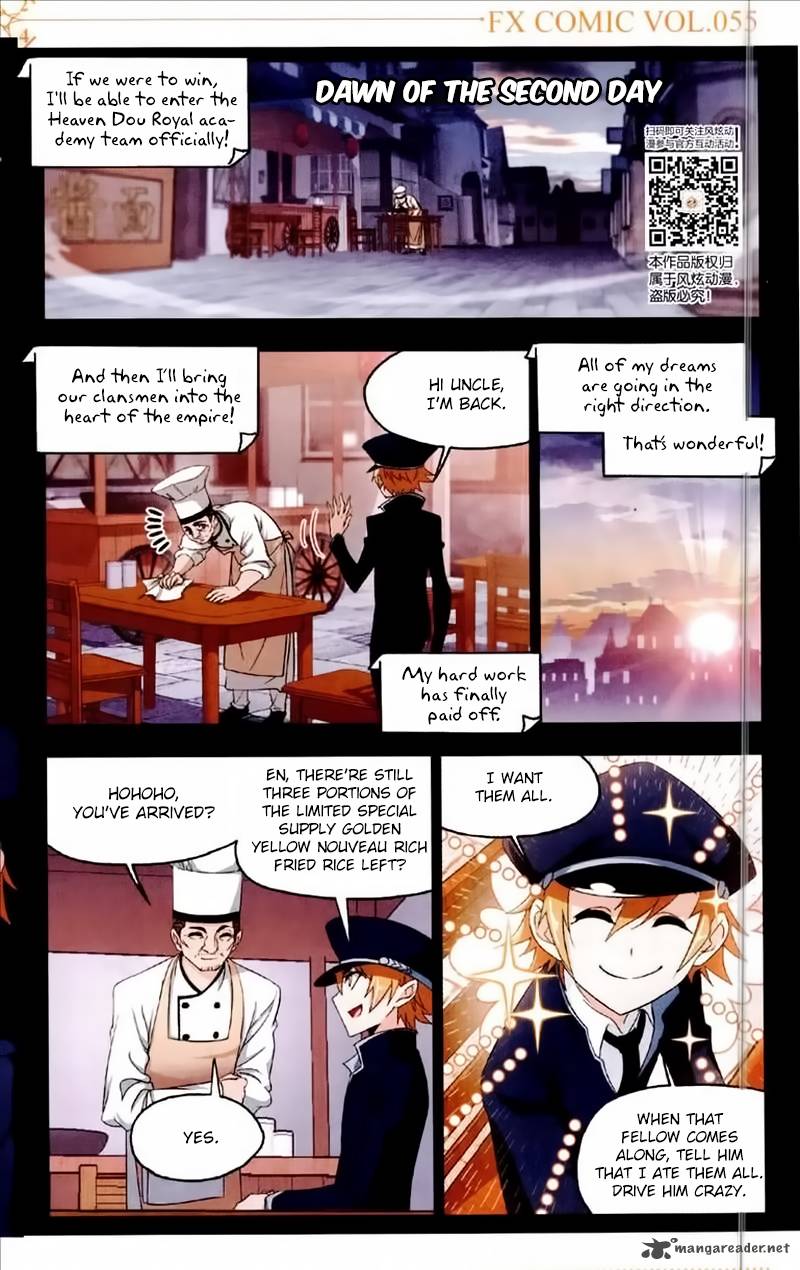 FX COMIC VOL.055
If we were to win,
I'll be able to enter the
Heaven Dou Royal aca-
demy team officially!
DAWN OF THE SECOND DAY
扫码即可关注风炫动
漫参与官方互动活动
本作品版权归
属于风炫动漫,
盗版必究!
And then I'll bring
our clansmen into the
heart of the empire!
HI UNCLE,
I'M BACK.
All of my dreams
are going in the
right direction.
That's wonderful!
My hard work
has finally
paid off.
HOHOHO,
YOU'VE ARRIVED?
EN, THERE'RE STILL
THREE PORTIONS OF
THE LIMITED SPECIAL
SUPPLY GOLDEN
YELLOW NOUVEAU RICH
FRIED RICE LEFT?
YES.
I WANT
THEM ALL.
WHEN THAT
FELLOW COMES
ALONG, TELL HIM
THAT I ATE THEM ALL.
DRIVE HIM CRAZY.
mangareader.net